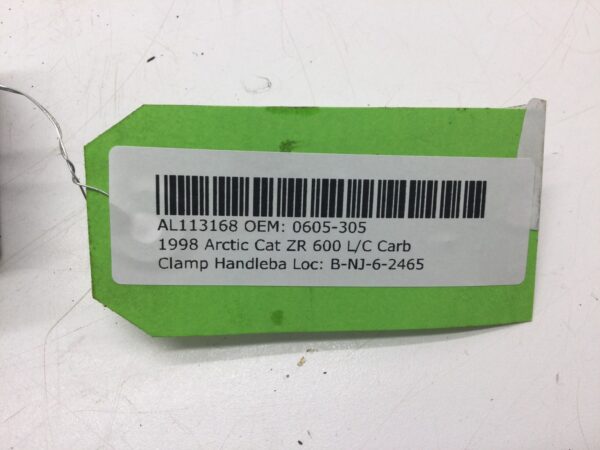 AL113168 OEM: 0605-305
1998 Arctic Cat ZR 600 L/C Carb
Clamp Handleba Loc: B-NJ-6-2465